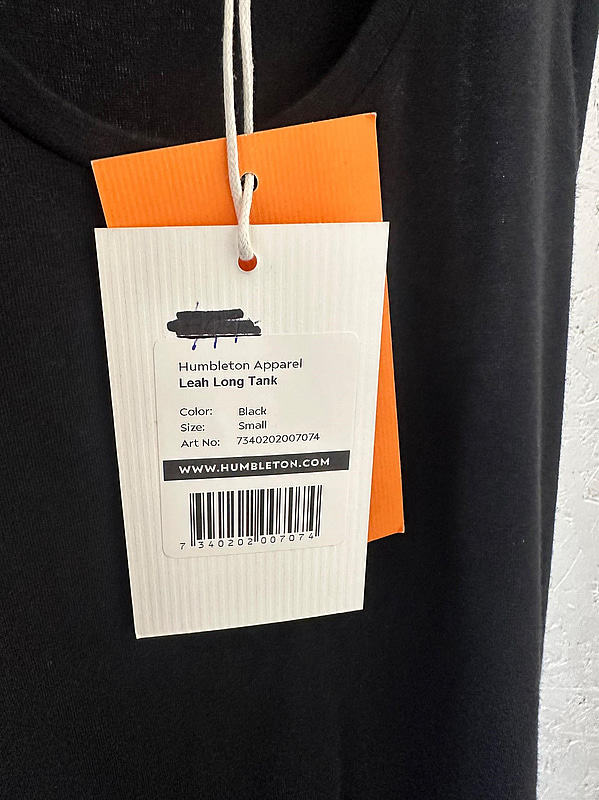 Humbleton Apparel
Leah Long Tank
Color: Black
Size: Small
Art No: 7340202007074
WWW.HUMBLETON.COM
7 340202 007074